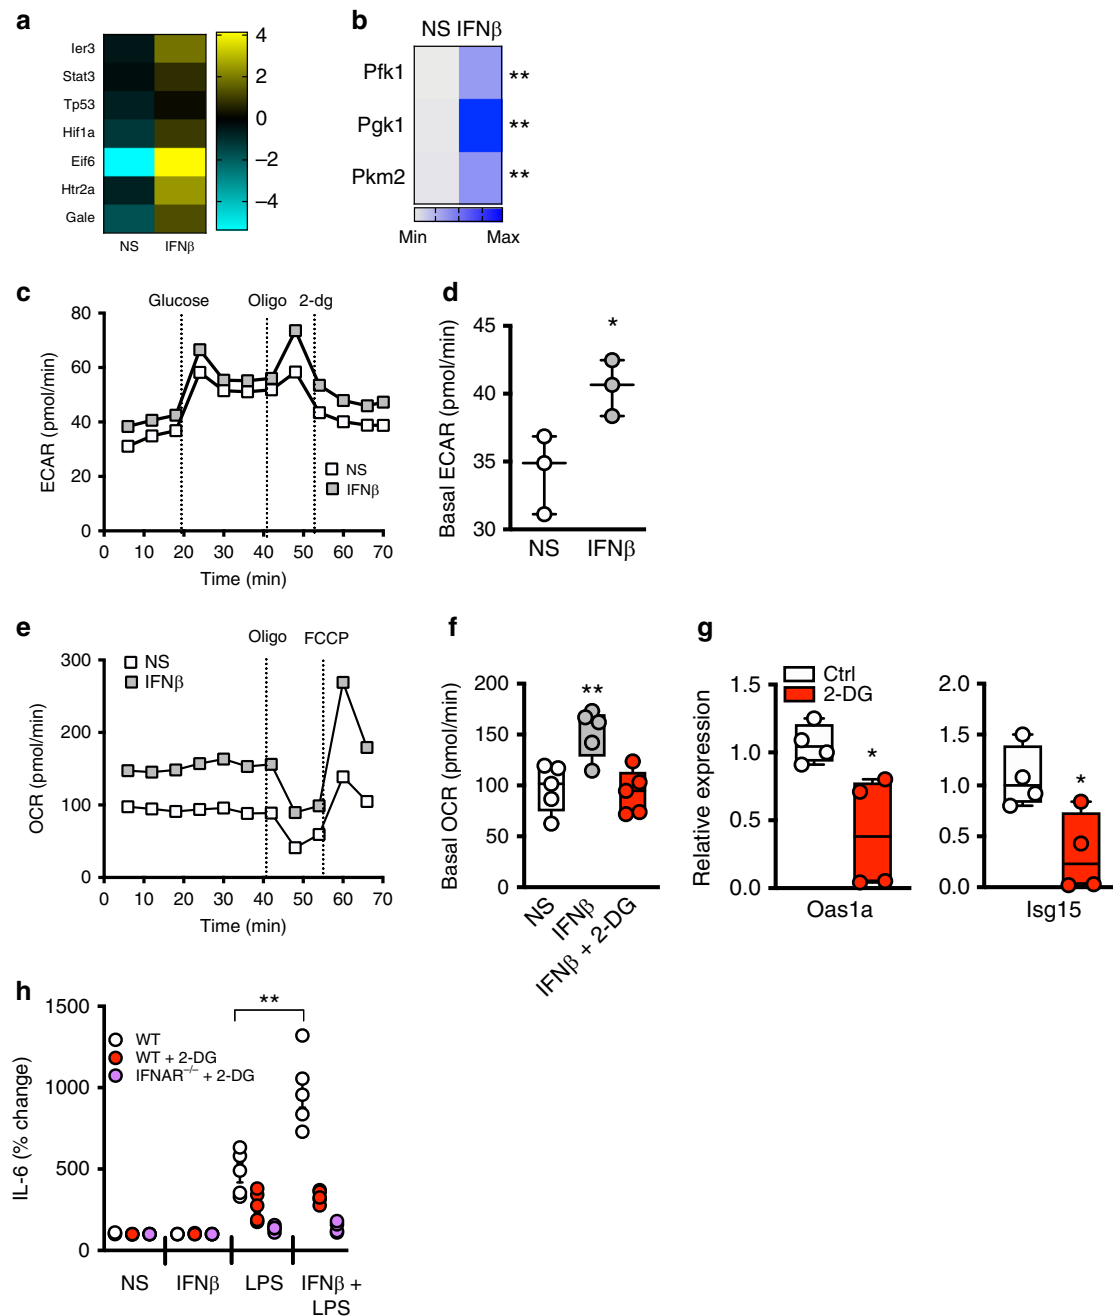 a
Ier3
Stat3
Tp53
Hif1a
Eif6
Htr2a
Gale
NS IFNβ
4
2
0
−2
−4
b
NS IFNβ
Pfk1 **
Pgk1 **
Pkm2 **
Min Max
c
Glucose Oligo 2-dg
ECAR (pmol/min)
80
60
40
20
0
NS
IFNβ
0 10 20 30 40 50 60 70
Time (min)
d
Basal ECAR (pmol/min)
45
40
35
30
*
NS IFNβ
e
Oligo FCCP
NS
IFNβ
OCR (pmol/min)
300
200
100
0
0 10 20 30 40 50 60 70
Time (min)
f
Basal OCR (pmol/min)
200
150
100
50
0
**
NS
IFNβ
IFNβ + 2-DG
g
Ctrl
2-DG
Relative expression
1.5
1.0
0.5
0.0
*
Oas1a
2.0
1.5
1.0
0.5
0.0
*
Isg15
h
IL-6 (% change)
1500
1000
500
0
WT
WT + 2-DG
IFNAR−/− + 2-DG
**
NS IFNβ LPS IFNβ +
LPS